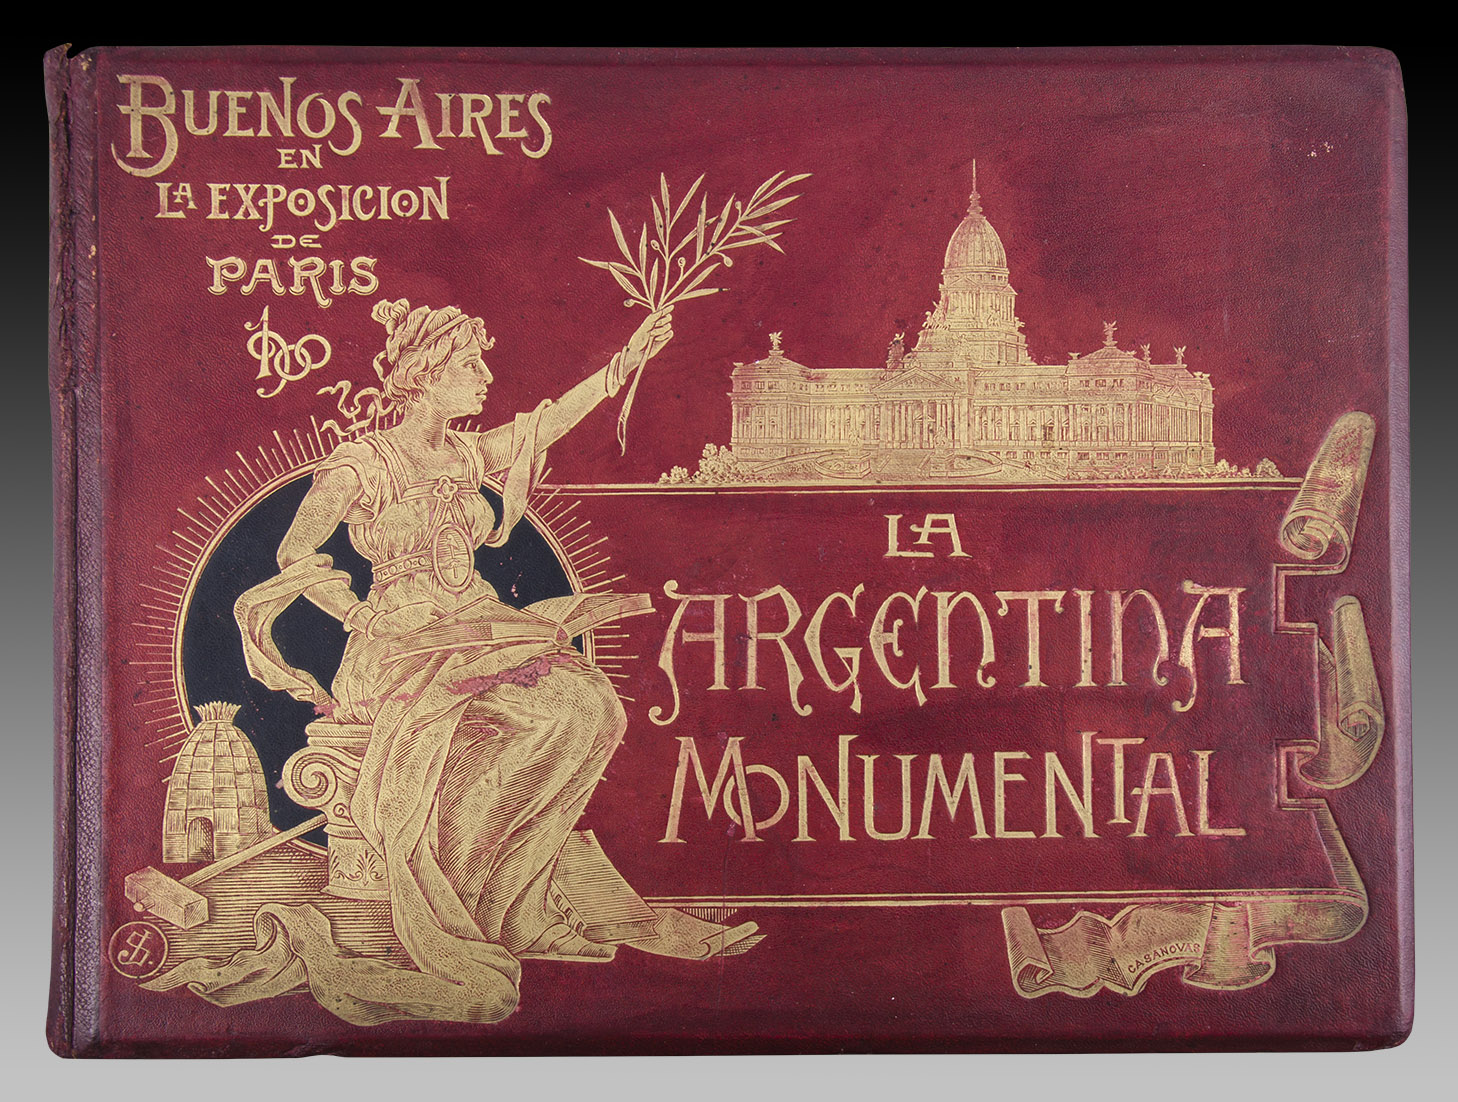 BUENOS AIRES
EN
LA EXPOSICION
DE
PARIS
1900
LA
ARGENTINA
MONUMENTAL
CASANOVAS